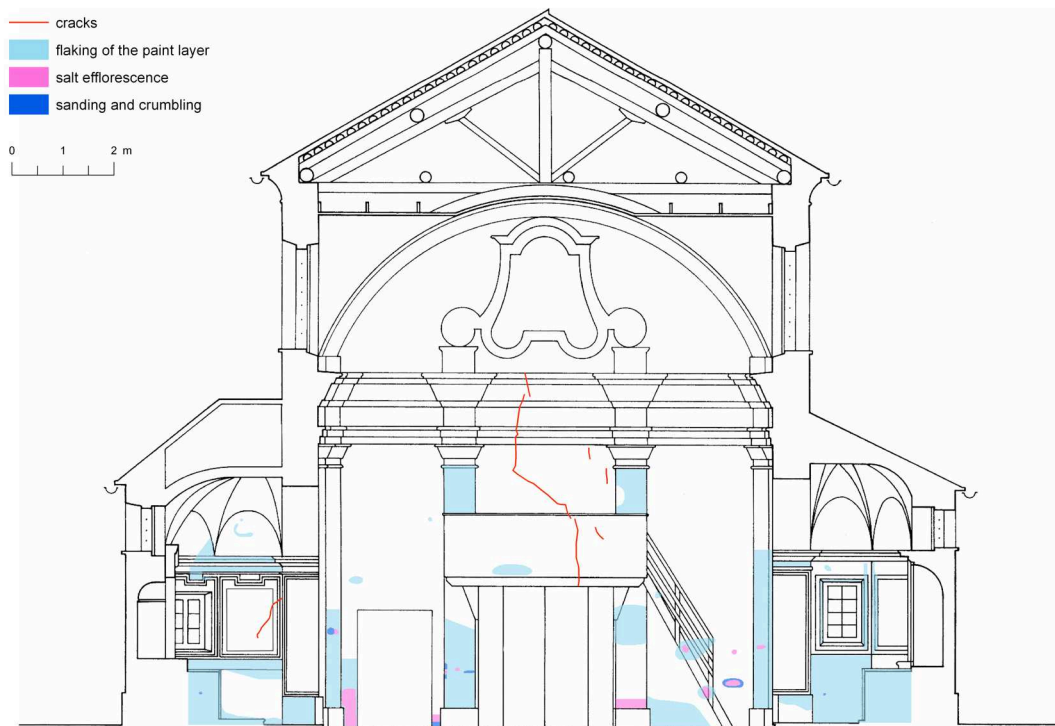 cracks
flaking of the paint layer
salt efflorescence
sanding and crumbling
0 1 2 m